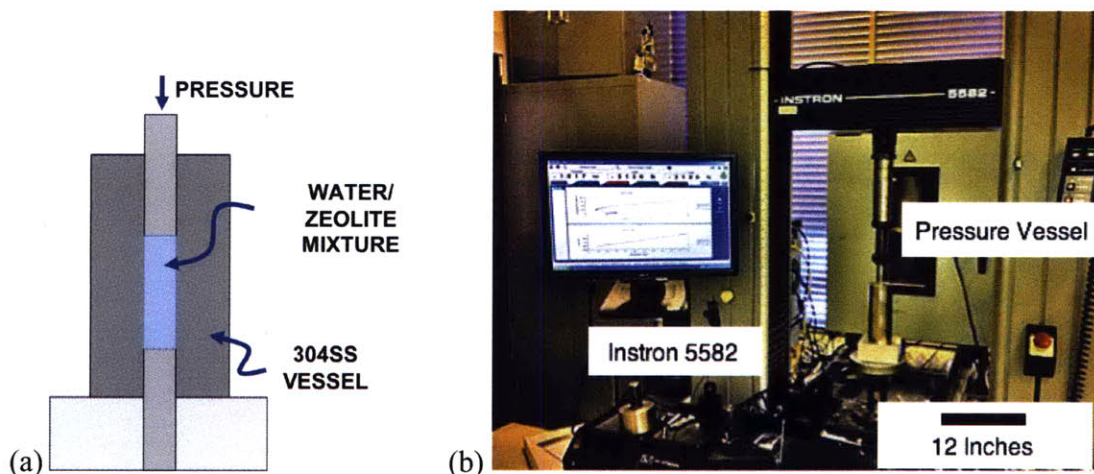 PRESSURE
WATER/
ZEOLITE
MIXTURE
304SS
VESSEL
(a)
INSTRON
5582
Pressure Vessel
Instron 5582
12 Inches
(b)